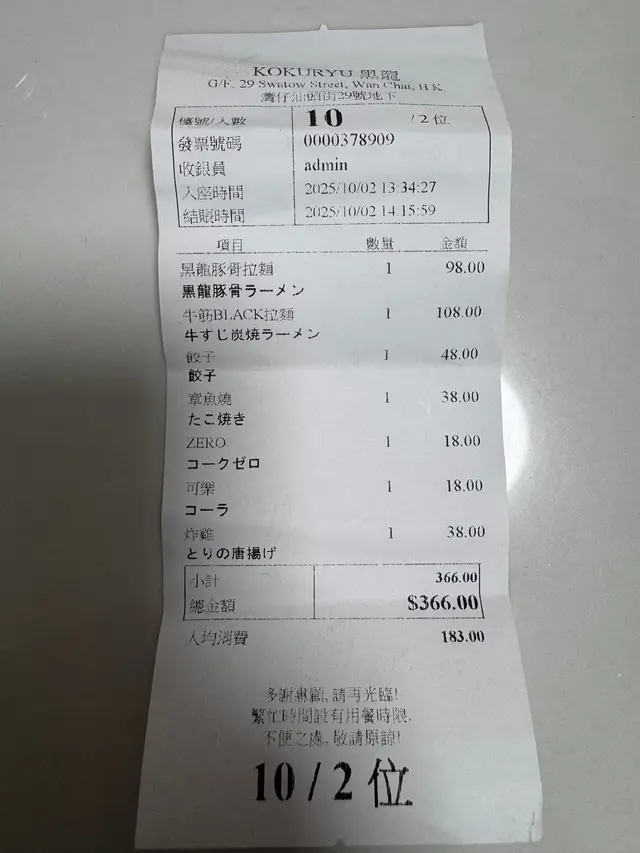 KOKURYU 黑龍
G/F. 29 Swatow Street, Wan Chai, H.K.
灣仔汕頭街29號地下
檯號/人數 10 /2 位
發票號碼 0000378909
收銀員 admin
入座時間 2025/10/02 13:34:27
結賬時間 2025/10/02 14:15:59
項目 數量 金額
黑龍豚骨拉麵 1 98.00
黒龍豚骨ラーメン
牛筋BLACK拉麵 1 108.00
牛すじ炭焼ラーメン
餃子 1 48.00
餃子
章魚燒 1 38.00
たこ焼き
ZERO 1 18.00
コークゼロ
可樂 1 18.00
コーラ
炸雞 1 38.00
とりの唐揚げ
小計 366.00
總金額 $366.00
人均消費 183.00
多謝惠顧, 請再光臨!
繁忙時間設有用餐時限,
不便之處, 敬請原諒!
10 / 2 位